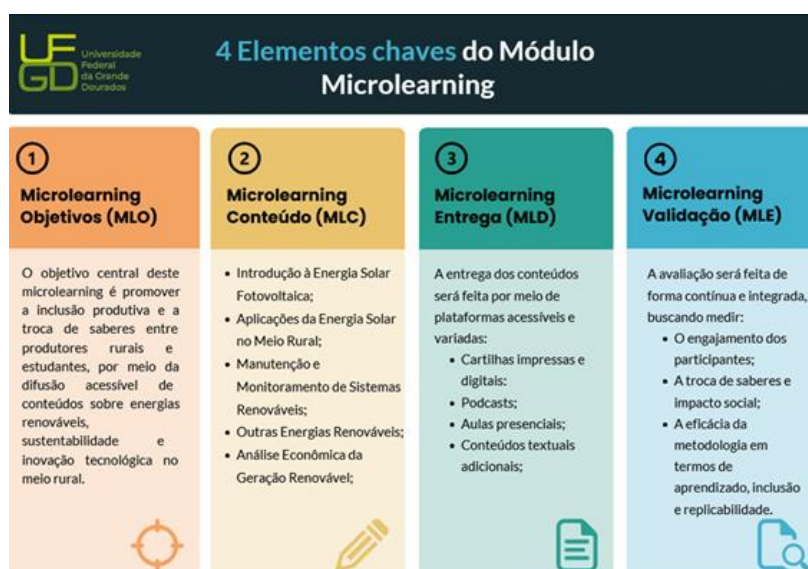 UFGD
Universidade
Federal
da Grande
Dourados
4 Elementos chaves do Módulo
Microlearning
1
Microlearning
Objetivos (MLO)
O objetivo central deste
microlearning é promover
a inclusão produtiva e a
troca de saberes entre
produtores rurais e
estudantes, por meio da
difusão acessível de
conteúdos sobre energias
renováveis,
sustentabilidade e
inovação tecnológica no
meio rural.
2
Microlearning
Conteúdo (MLC)
• Introdução à Energia Solar
Fotovoltaica;
• Aplicações da Energia Solar
no Meio Rural;
• Manutenção e
Monitoramento de Sistemas
Renováveis;
• Outras Energias Renováveis;
• Análise Econômica da
Geração Renovável;
3
Microlearning
Entrega (MLD)
A entrega dos conteúdos
será feita por meio de
plataformas acessíveis e
variadas:
• Cartilhas impressas e
digitais:
• Podcasts;
• Aulas presenciais;
• Conteúdos textuais
adicionais;
4
Microlearning
Validação (MLE)
A avaliação será feita de
forma contínua e integrada,
buscando medir:
• O engajamento dos
participantes;
• A troca de saberes e
impacto social;
• A eficácia da
metodologia em
termos de
aprendizado, inclusão
e replicabilidade.